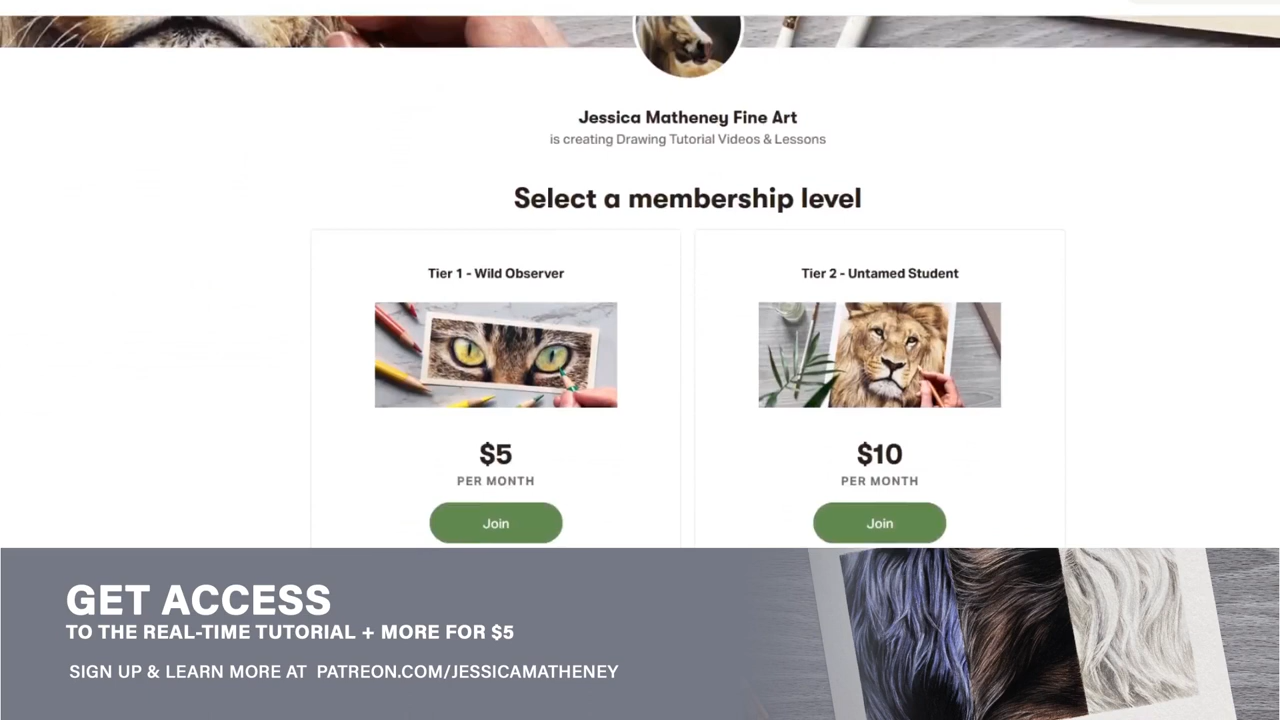 Jessica Matheney Fine Art
is creating Drawing Tutorial Videos & Lessons
Select a membership level
Tier 1 - Wild Observer
$5
PER MONTH
Join
Tier 2 - Untamed Student
$10
PER MONTH
Join
GET ACCESS
TO THE REAL-TIME TUTORIAL + MORE FOR $5
SIGN UP & LEARN MORE AT PATREON.COM/JESSICAMATHENEY